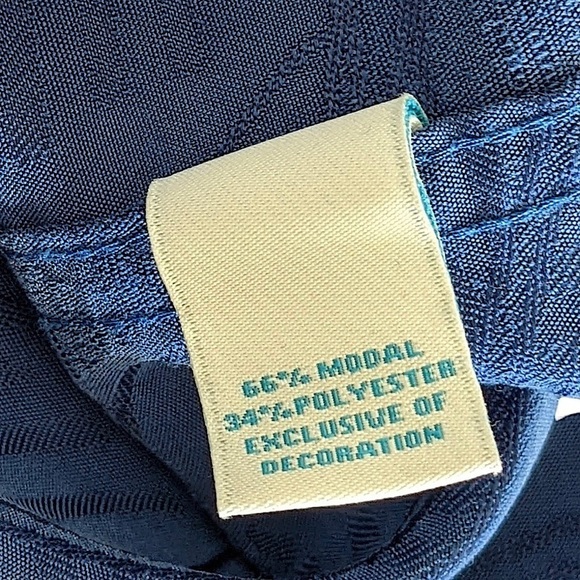 66% MODAL
34% POLYESTER
EXCLUSIVE OF
DECORATION